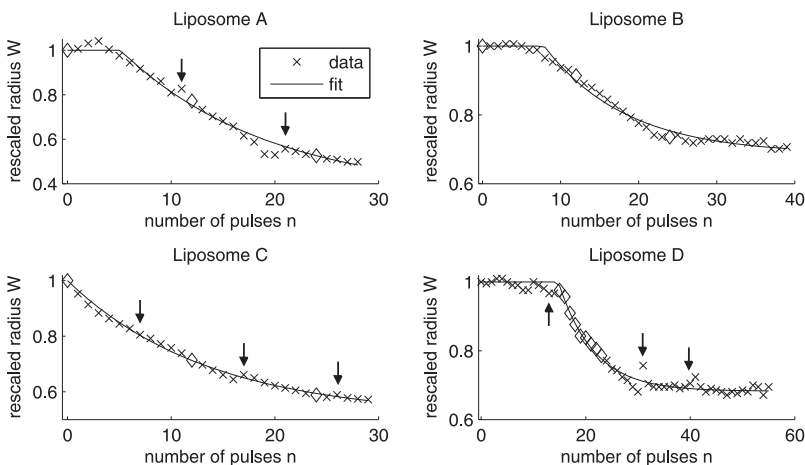 Liposome A
rescaled radius W
1
0.8
0.6
0.4
0
10
20
30
number of pulses n
data
fit
Liposome B
rescaled radius W
1
0.8
0.6
0
10
20
30
40
number of pulses n
Liposome C
rescaled radius W
1
0.8
0.6
0
10
20
30
number of pulses n
Liposome D
rescaled radius W
1
0.8
0.6
0
20
40
60
number of pulses n